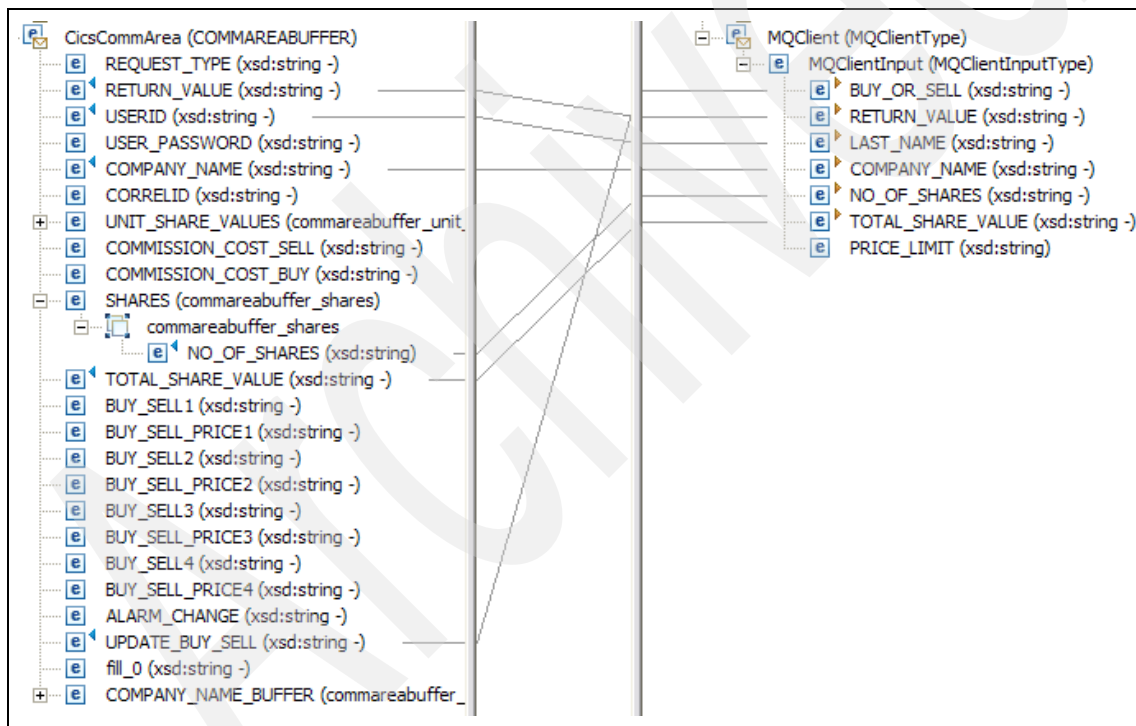 CicsCommArea (COMMAREABUFFER)
REQUEST_TYPE (xsd:string -)
RETURN_VALUE (xsd:string -)
USERID (xsd:string -)
USER_PASSWORD (xsd:string -)
COMPANY_NAME (xsd:string -)
CORRELID (xsd:string -)
UNIT_SHARE_VALUES (commareabuffer_unit_
COMMISSION_COST_SELL (xsd:string -)
COMMISSION_COST_BUY (xsd:string -)
SHARES (commareabuffer_shares)
commareabuffer_shares
NO_OF_SHARES (xsd:string)
TOTAL_SHARE_VALUE (xsd:string -)
BUY_SELL1 (xsd:string -)
BUY_SELL_PRICE1 (xsd:string -)
BUY_SELL2 (xsd:string -)
BUY_SELL_PRICE2 (xsd:string -)
BUY_SELL3 (xsd:string -)
BUY_SELL_PRICE3 (xsd:string -)
BUY_SELL4 (xsd:string -)
BUY_SELL_PRICE4 (xsd:string -)
ALARM_CHANGE (xsd:string -)
UPDATE_BUY_SELL (xsd:string -)
fill_0 (xsd:string -)
COMPANY_NAME_BUFFER (commareabuffer_
MQClient (MQClientType)
MQClientInput (MQClientInputType)
BUY_OR_SELL (xsd:string -)
RETURN_VALUE (xsd:string -)
LAST_NAME (xsd:string -)
COMPANY_NAME (xsd:string -)
NO_OF_SHARES (xsd:string -)
TOTAL_SHARE_VALUE (xsd:string -)
PRICE_LIMIT (xsd:string)